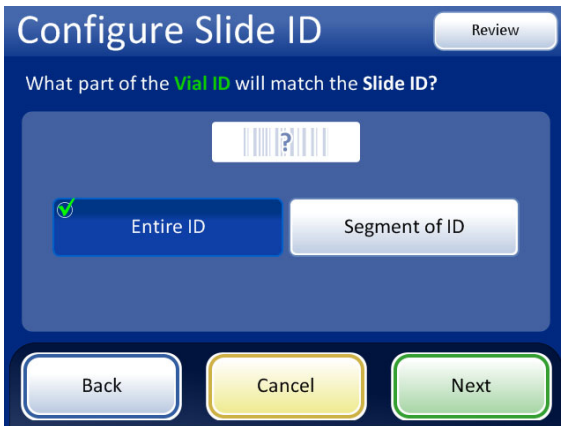 Configure Slide ID
Review
What part of the Vial ID will match the Slide ID?
?
Entire ID
Segment of ID
Back
Cancel
Next